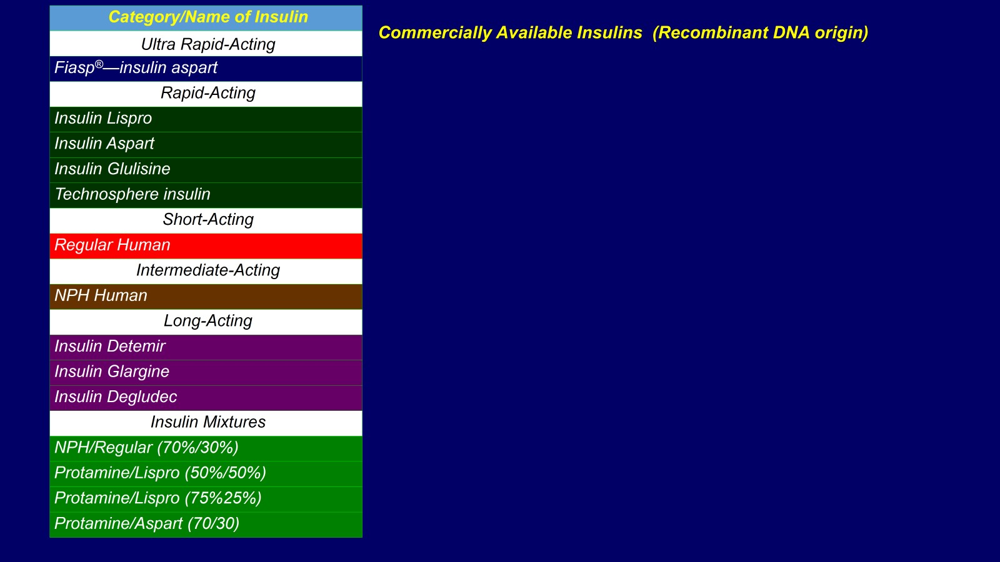 Category/Name of Insulin
Commercially Available Insulins (Recombinant DNA origin)
Ultra Rapid-Acting
Fiasp®—insulin aspart
Rapid-Acting
Insulin Lispro
Insulin Aspart
Insulin Glulisine
Technosphere insulin
Short-Acting
Regular Human
Intermediate-Acting
NPH Human
Long-Acting
Insulin Detemir
Insulin Glargine
Insulin Degludec
Insulin Mixtures
NPH/Regular (70%/30%)
Protamine/Lispro (50%/50%)
Protamine/Lispro (75%25%)
Protamine/Aspart (70/30)